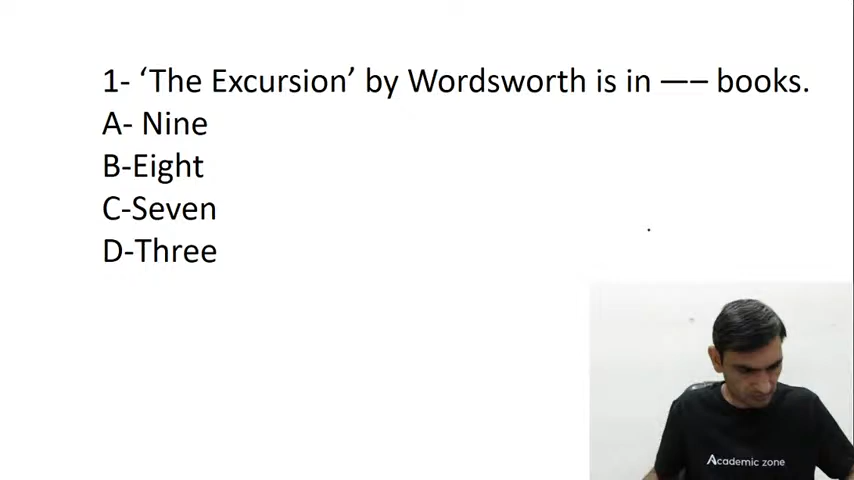 1- ‘The Excursion’ by Wordsworth is in —– books.
A- Nine
B-Eight
C-Seven
D-Three
Academic zone